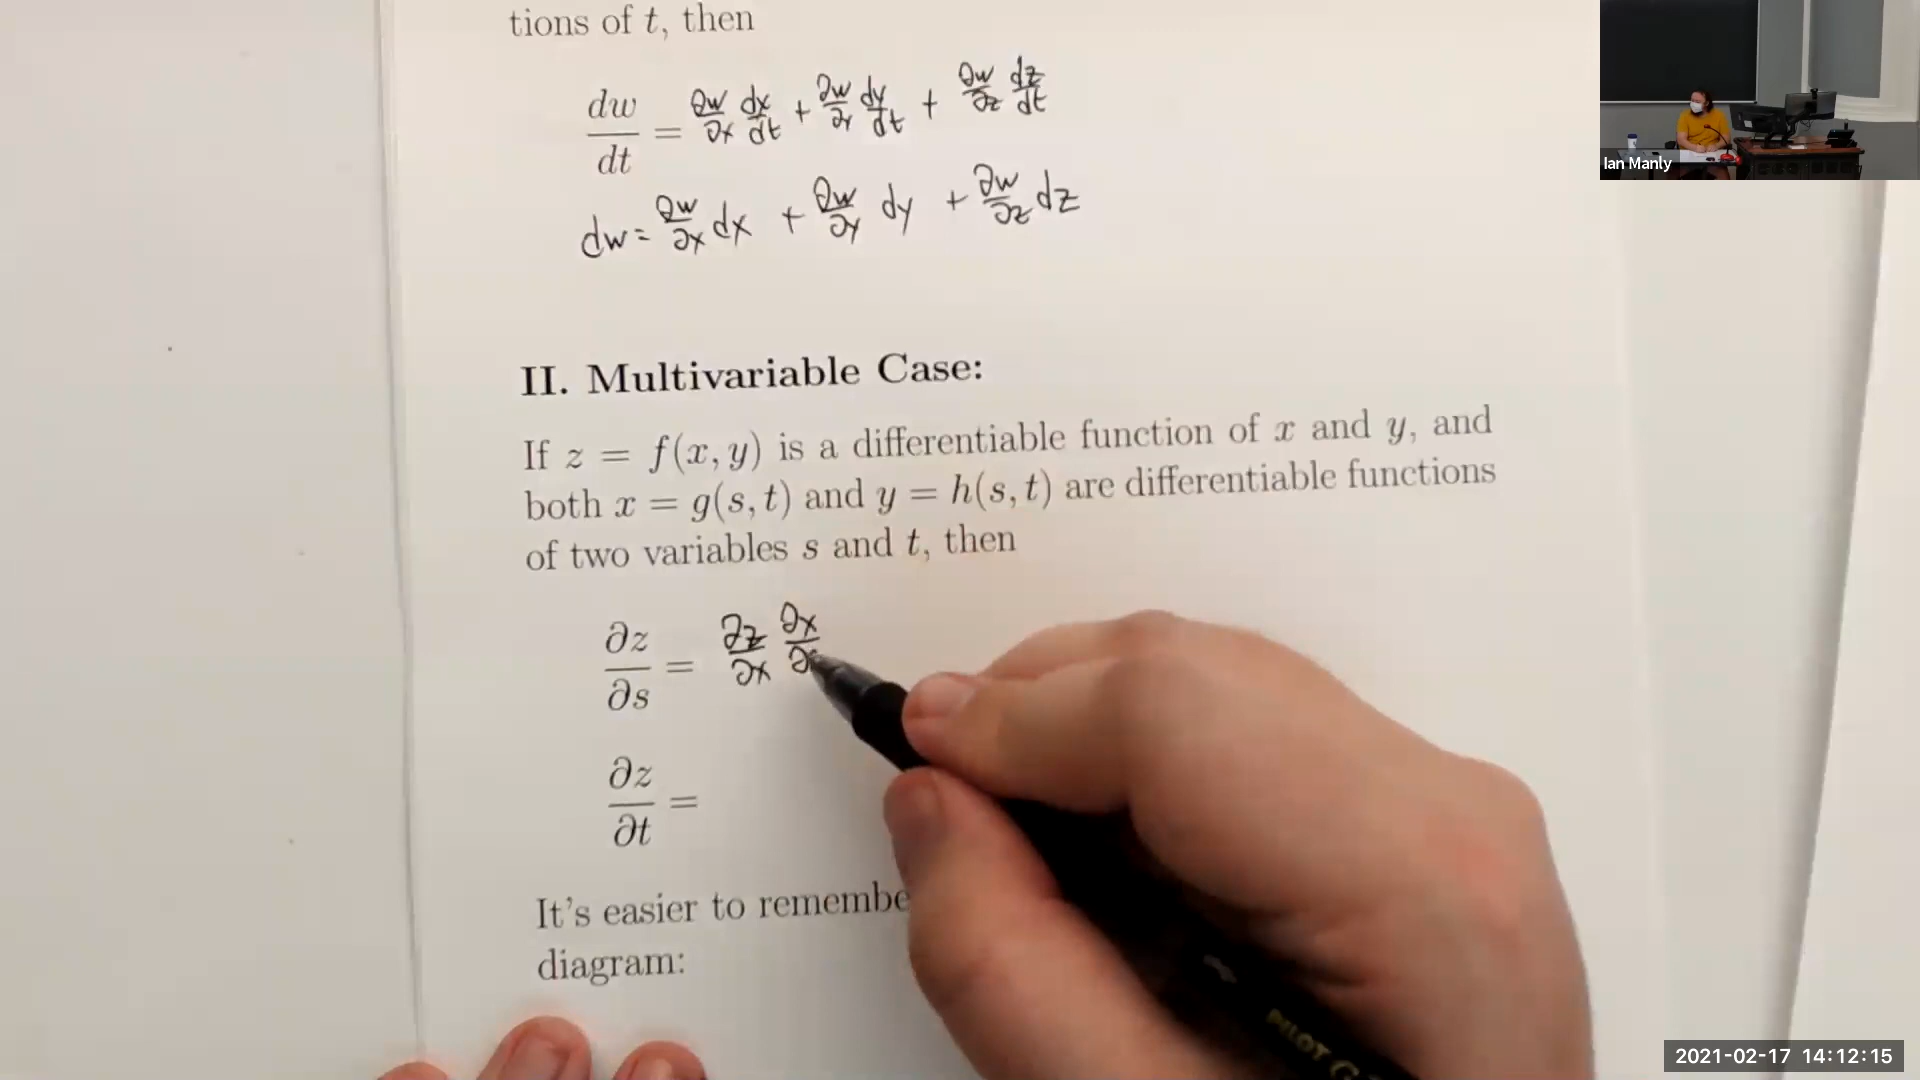 tions of t, then
dw/dt = ∂w/∂x dx/dt + ∂w/∂y dy/dt + ∂w/∂z dz/dt
dw = ∂w/∂x dx + ∂w/∂y dy + ∂w/∂z dz
II. Multivariable Case:
If z = f(x, y) is a differentiable function of x and y, and
both x = g(s, t) and y = h(s, t) are differentiable functions
of two variables s and t, then
∂z/∂s = ∂z/∂x ∂x/∂s
∂z/∂t =
It's easier to remembe
diagram:
PILOT G
Ian Manly
2021-02-17 14:12:15